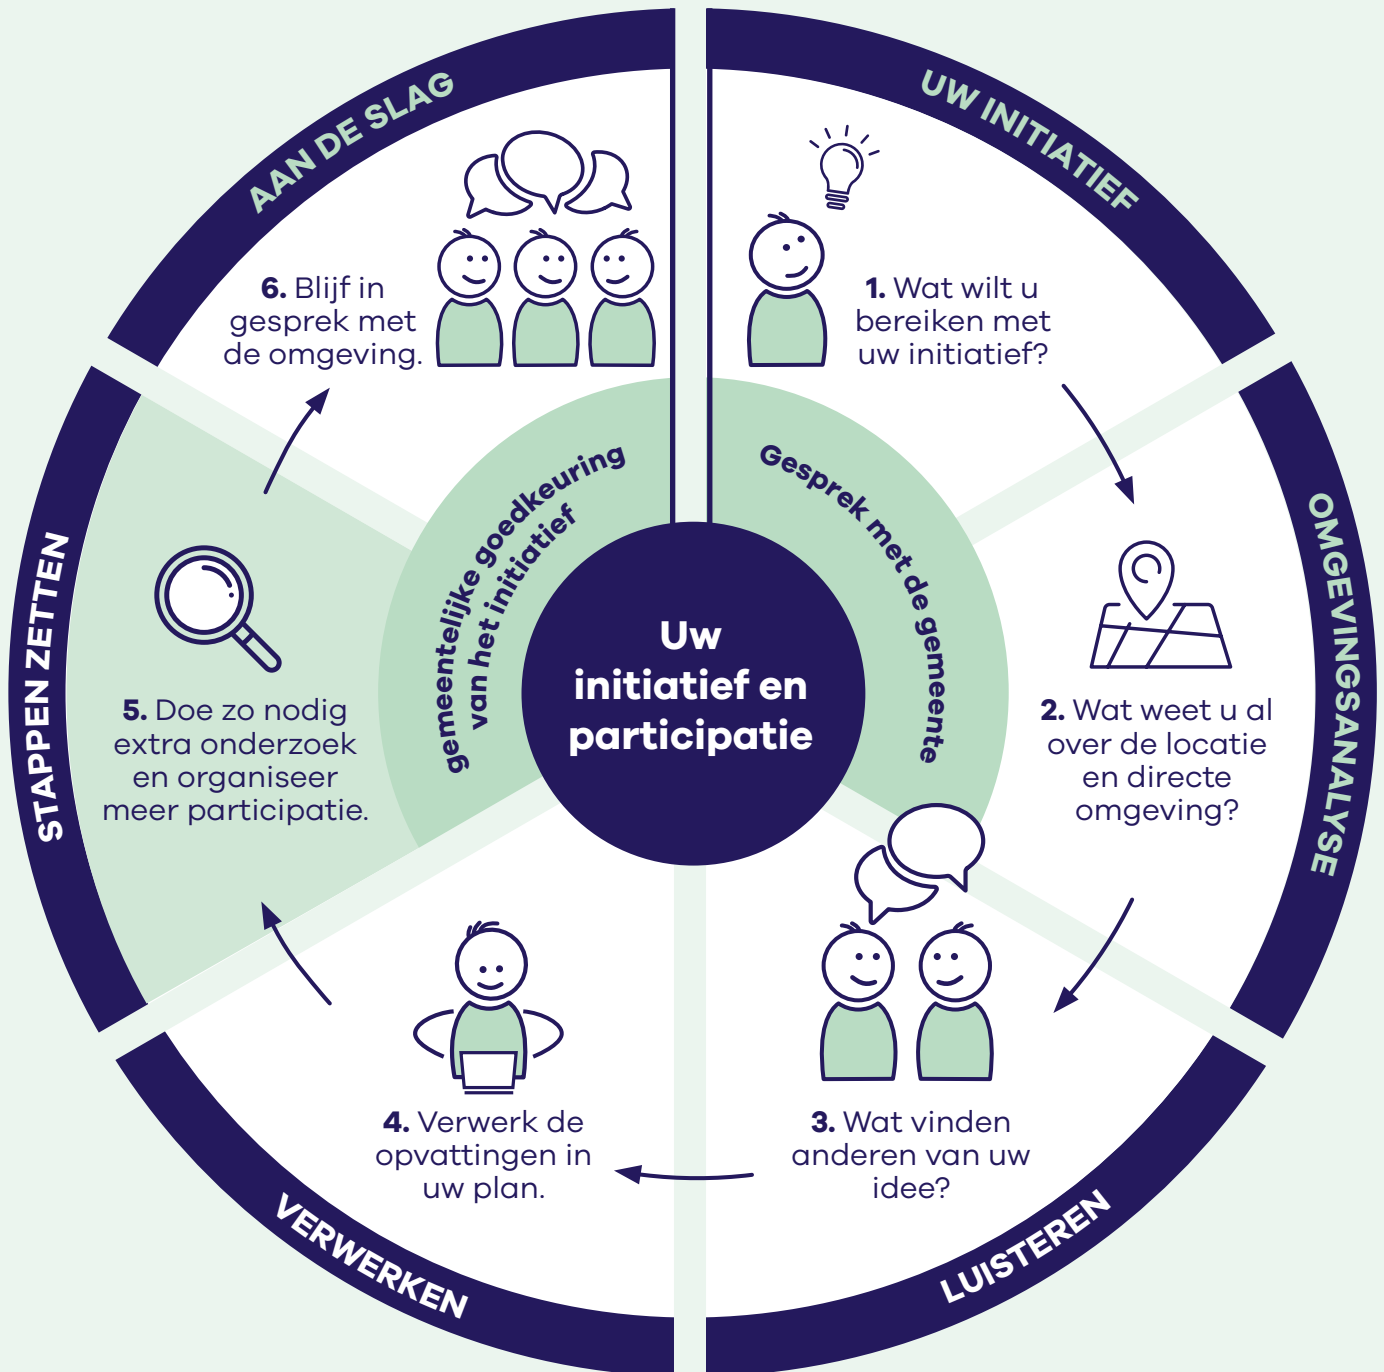 UW INITIATIEF
1. Wat wilt u
bereiken met
uw initiatief?
OMGEVINGSANALYSE
2. Wat weet u al
over de locatie
en directe
omgeving?
LUISTEREN
3. Wat vinden
anderen van uw
idee?
VERWERKEN
4. Verwerk de
opvattingen in
uw plan.
STAPPEN ZETTEN
5. Doe zo nodig
extra onderzoek
en organiseer
meer participatie.
AAN DE SLAG
6. Blijf in
gesprek met
de omgeving.
Gesprek met de gemeente
gemeentelijke goedkeuring
van het initiatief
Uw
initiatief en
participatie